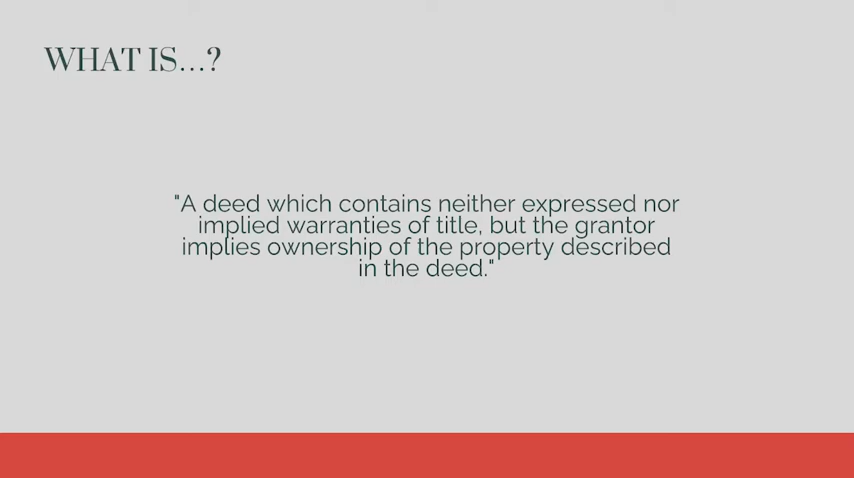 WHAT IS...?
"A deed which contains neither expressed nor
implied warranties of title, but the grantor
implies ownership of the property described
in the deed."